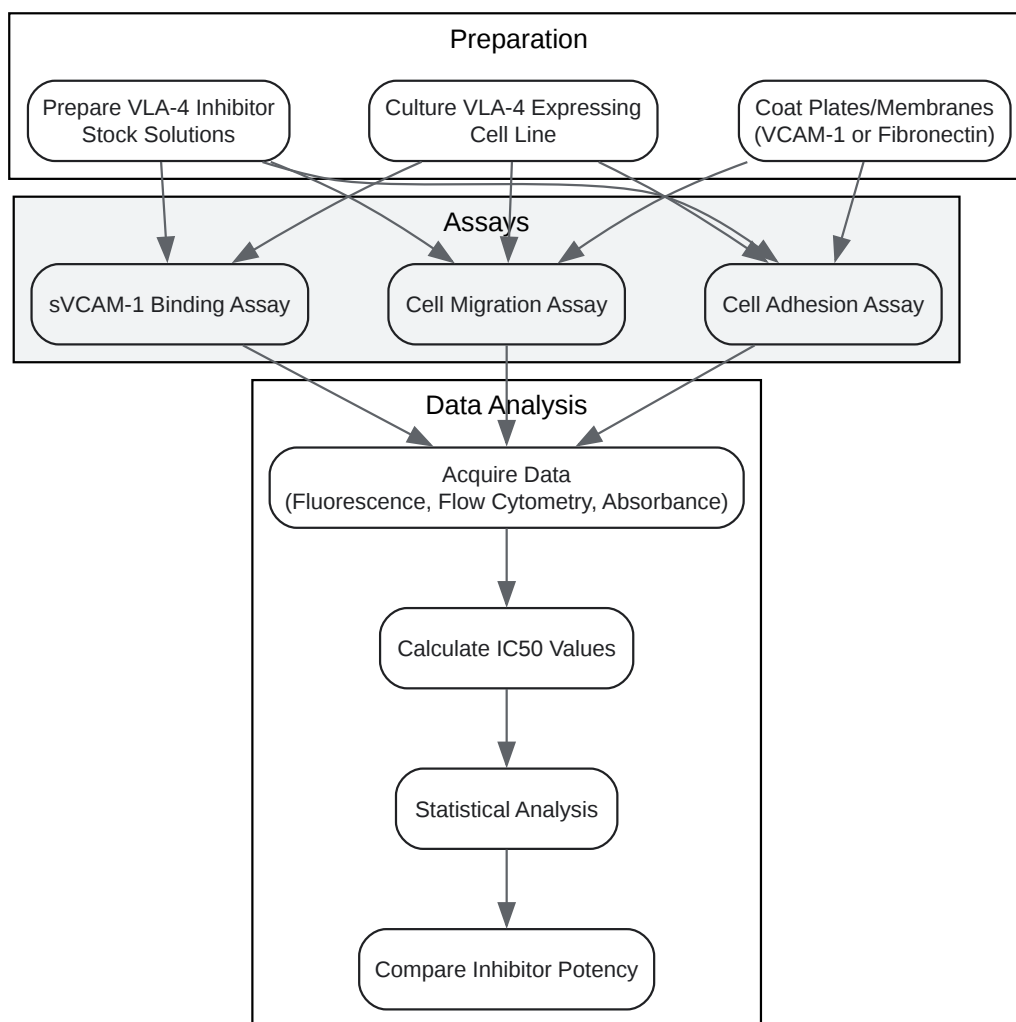 Preparation
Prepare VLA-4 Inhibitor
Stock Solutions
Culture VLA-4 Expressing
Cell Line
Coat Plates/Membranes
(VCAM-1 or Fibronectin)
Assays
sVCAM-1 Binding Assay
Cell Migration Assay
Cell Adhesion Assay
Data Analysis
Acquire Data
(Fluorescence, Flow Cytometry, Absorbance)
Calculate IC50 Values
Statistical Analysis
Compare Inhibitor Potency